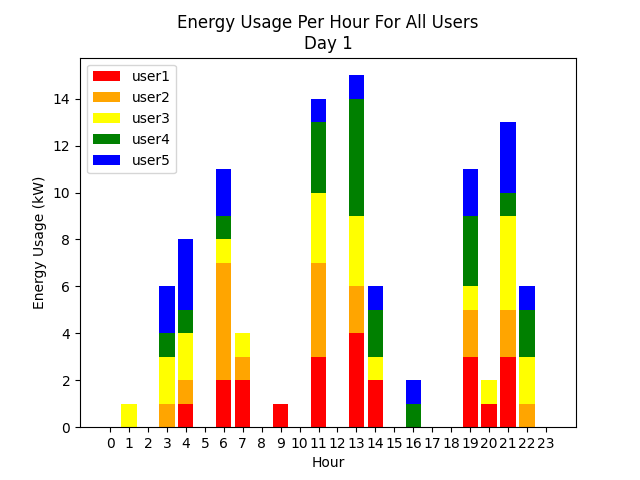 Energy Usage Per Hour For All Users
Day 1
user1
user2
user3
user4
user5
Energy Usage (kW)
14
12
10
8
6
4
2
0
0 1 2 3 4 5 6 7 8 9 10 11 12 13 14 15 16 17 18 19 20 21 22 23
Hour